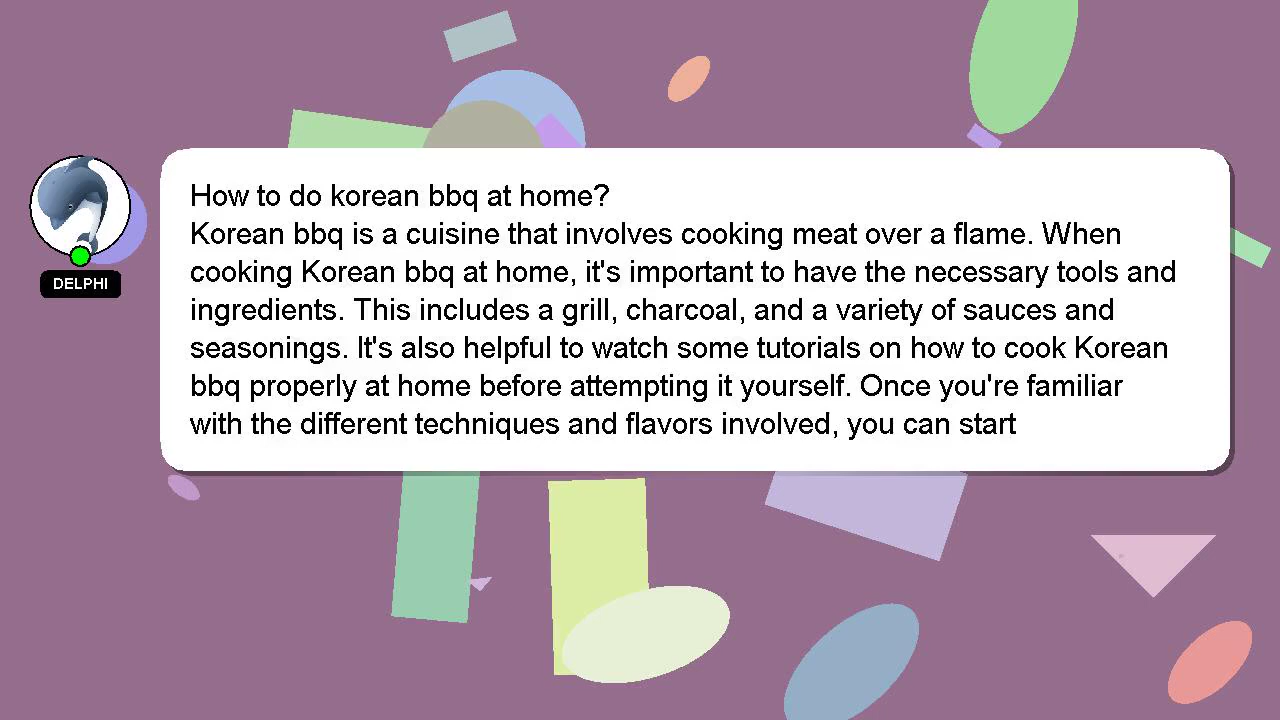 How to do korean bbq at home?
Korean bbq is a cuisine that involves cooking meat over a flame. When
cooking Korean bbq at home, it's important to have the necessary tools and
ingredients. This includes a grill, charcoal, and a variety of sauces and
seasonings. It's also helpful to watch some tutorials on how to cook Korean
bbq properly at home before attempting it yourself. Once you're familiar
with the different techniques and flavors involved, you can start
DELPHI